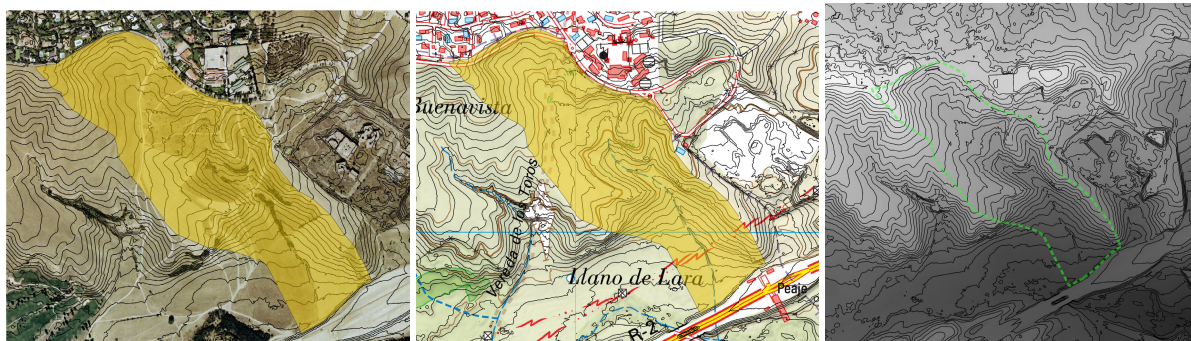 Buenavista
Vereda de los Toros
Llano de Lara
Peaje
R-2